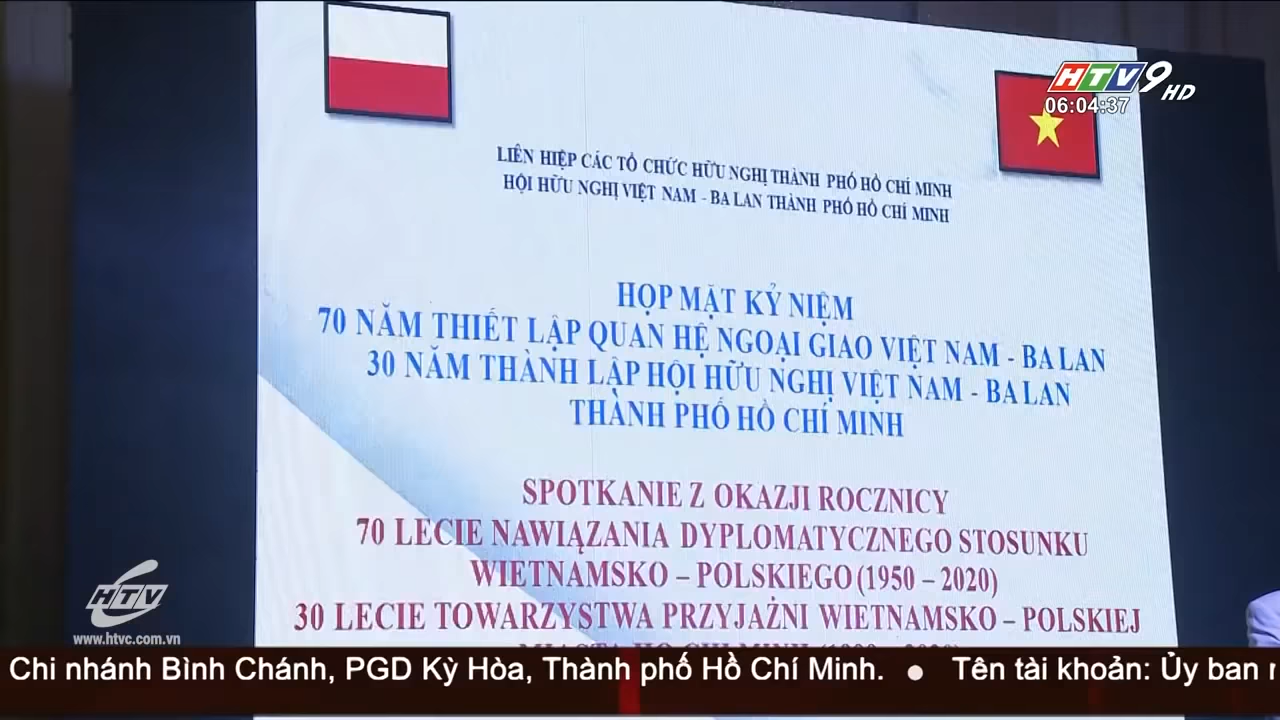 HTV9 HD
06:04:37
LIÊN HIỆP CÁC TỔ CHỨC HỮU NGHỊ THÀNH PHỐ HỒ CHÍ MINH
HỘI HỮU NGHỊ VIỆT NAM - BA LAN THÀNH PHỐ HỒ CHÍ MINH
HỌP MẶT KỶ NIỆM
70 NĂM THIẾT LẬP QUAN HỆ NGOẠI GIAO VIỆT NAM - BA LAN
30 NĂM THÀNH LẬP HỘI HỮU NGHỊ VIỆT NAM - BA LAN
THÀNH PHỐ HỒ CHÍ MINH
SPOTKANIE Z OKAZJI ROCZNICY
70 LECIE NAWIĄZANIA DYPLOMATYCZNEGO STOSUNKU
WIETNAMSKO – POLSKIEGO (1950 – 2020)
30 LECIE TOWARZYSTWA PRZYJAŻNI WIETNAMSKO – POLSKIEJ
HTV
www.htvc.com.vn
Chi nhánh Bình Chánh, PGD Kỳ Hòa, Thành phố Hồ Chí Minh. ● Tên tài khoản: Ủy ban